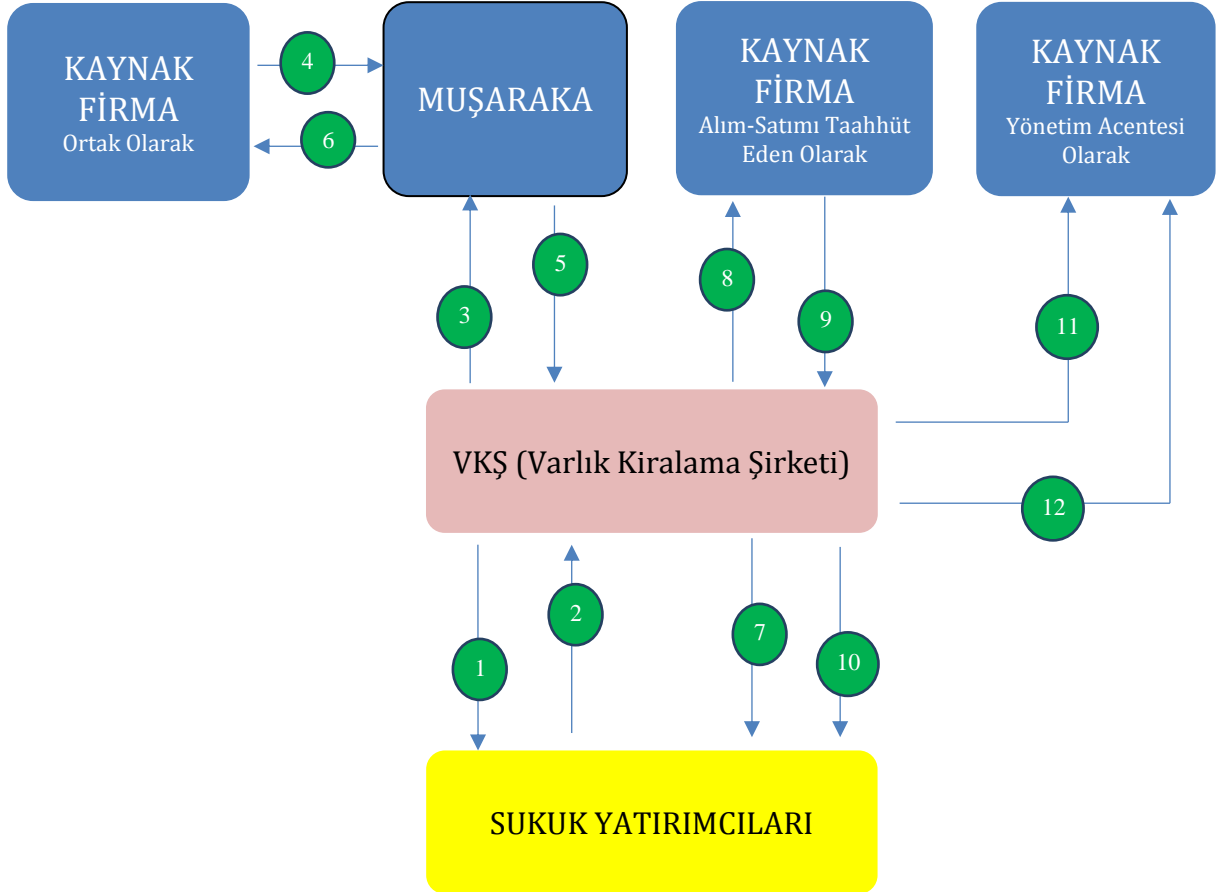 KAYNAK
FİRMA
Ortak Olarak
4
6
MUŞARAKA
KAYNAK
FİRMA
Alım-Satımı Taahhüt
Eden Olarak
KAYNAK
FİRMA
Yönetim Acentesi
Olarak
3
5
8
9
11
VKŞ (Varlık Kiralama Şirketi)
12
1
2
7
10
SUKUK YATIRIMCILARI